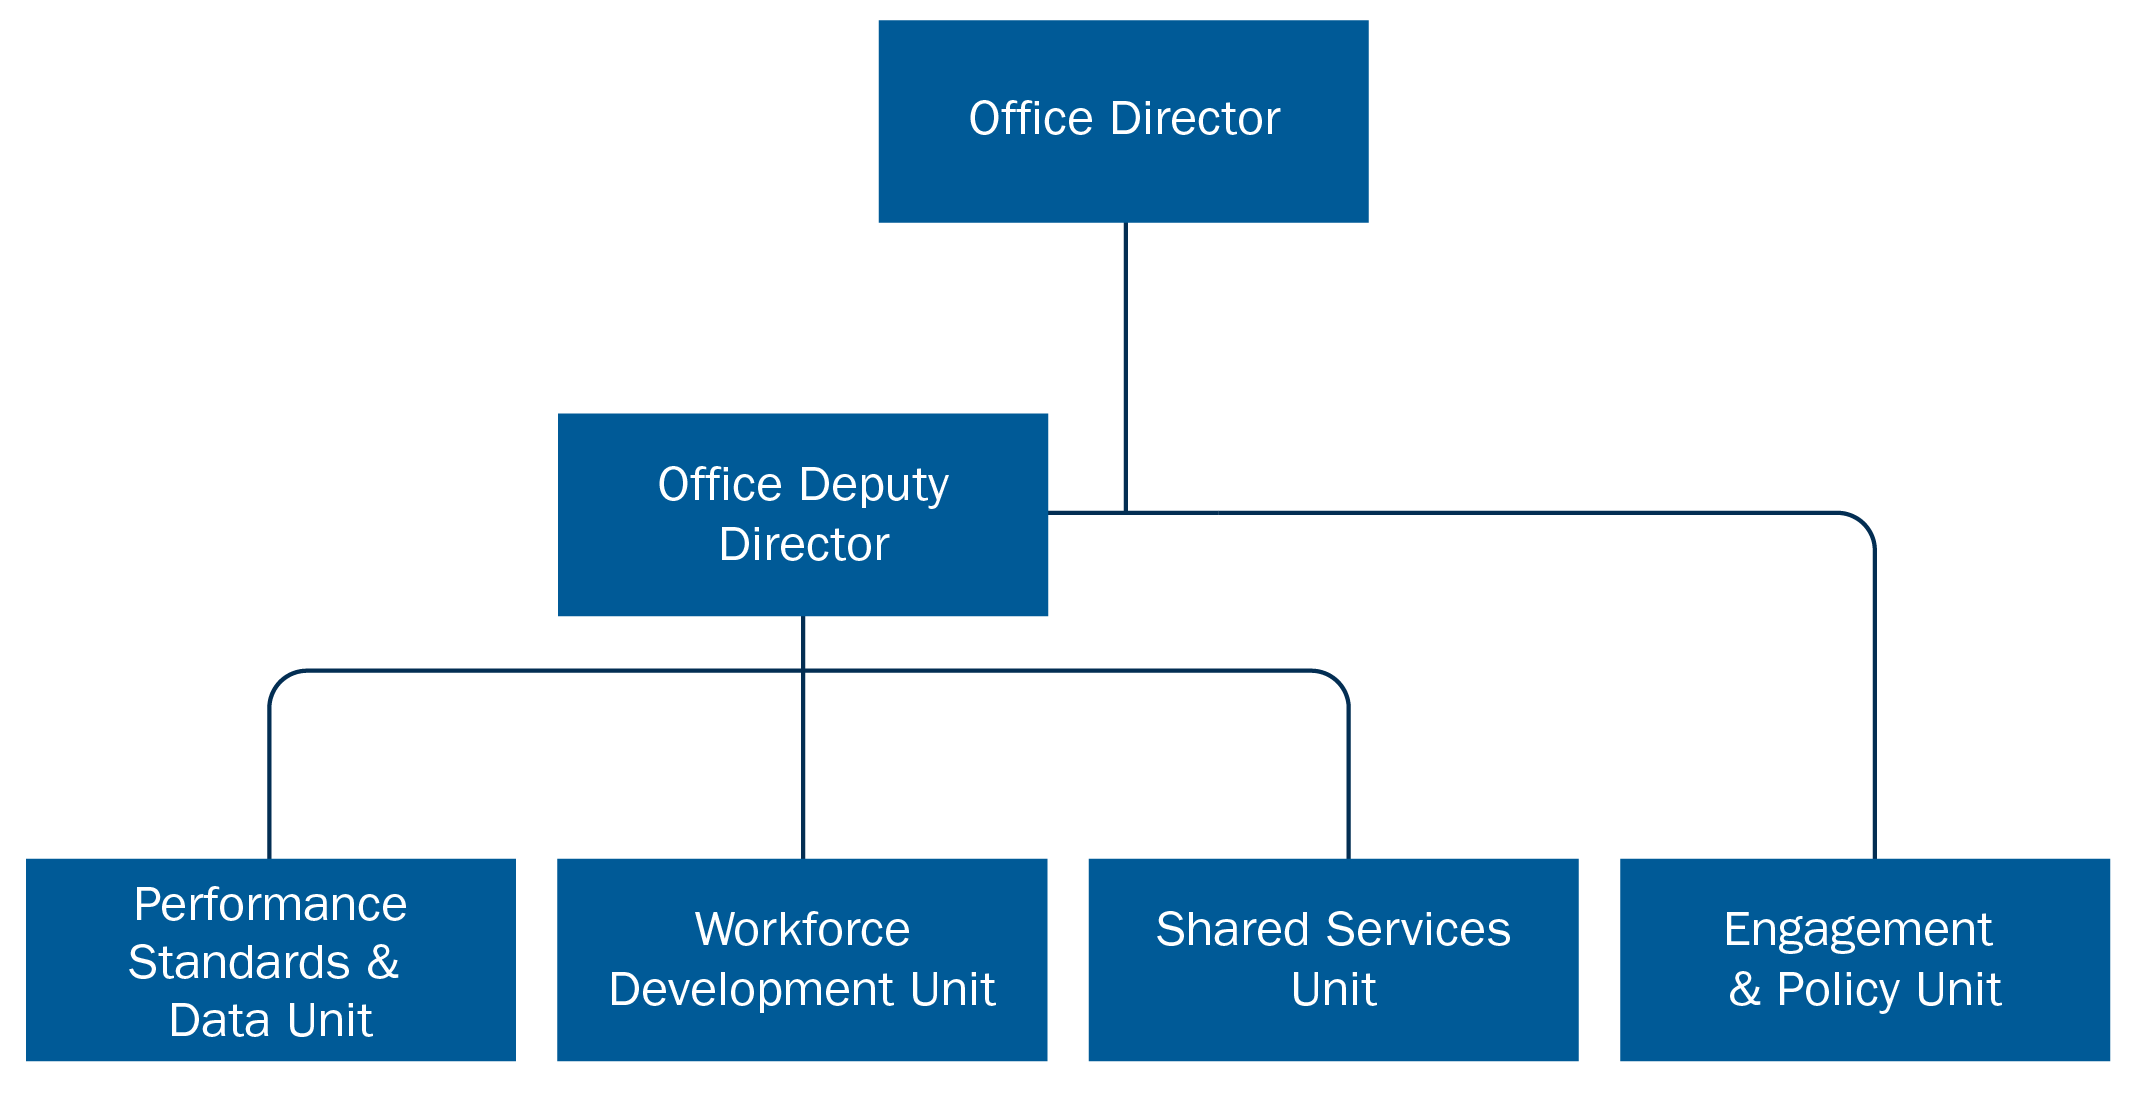 Office Director
Office Deputy
Director
Performance
Standards &
Data Unit
Workforce
Development Unit
Shared Services
Unit
Engagement
& Policy Unit